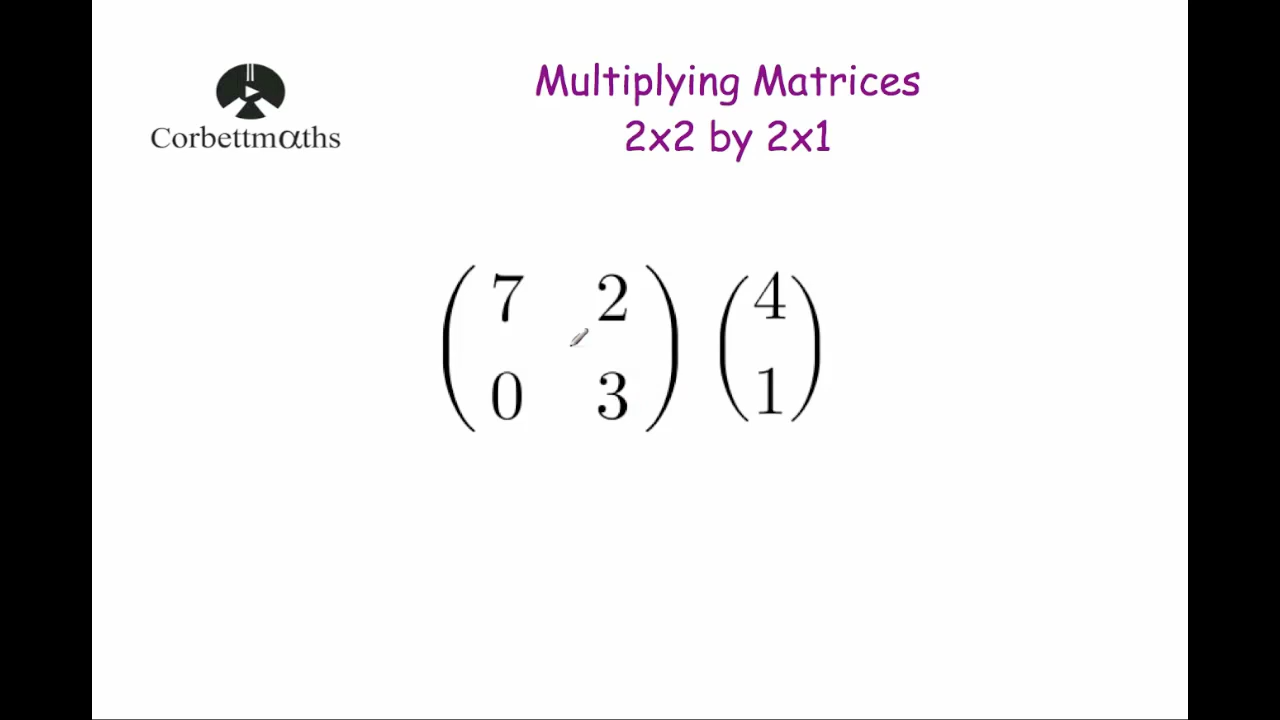 Corbettmαths
Multiplying Matrices
2x2 by 2x1
7 2 4
0 3 1